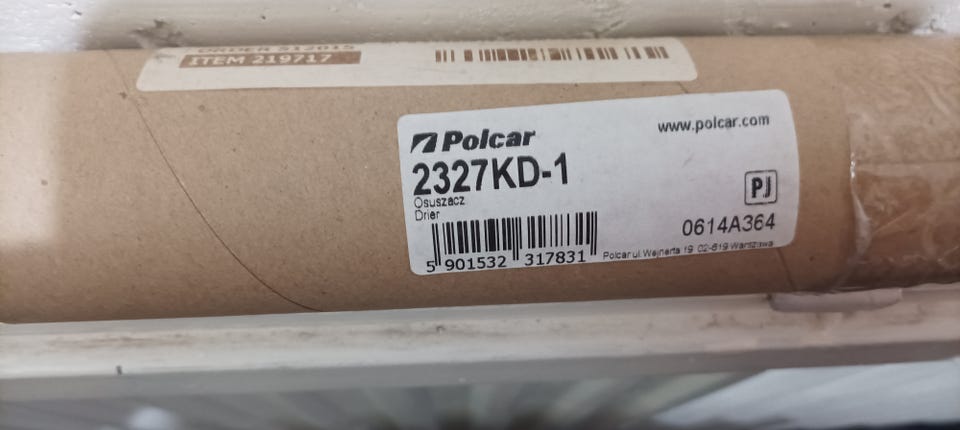 ORDER 512015
ITEM 219717
Polcar
www.polcar.com
2327KD-1
Osuszacz
Drier
PJ
0614A364
5 901532 317831
Polcar ul. Wejnerta 19 02-619 Warszawa